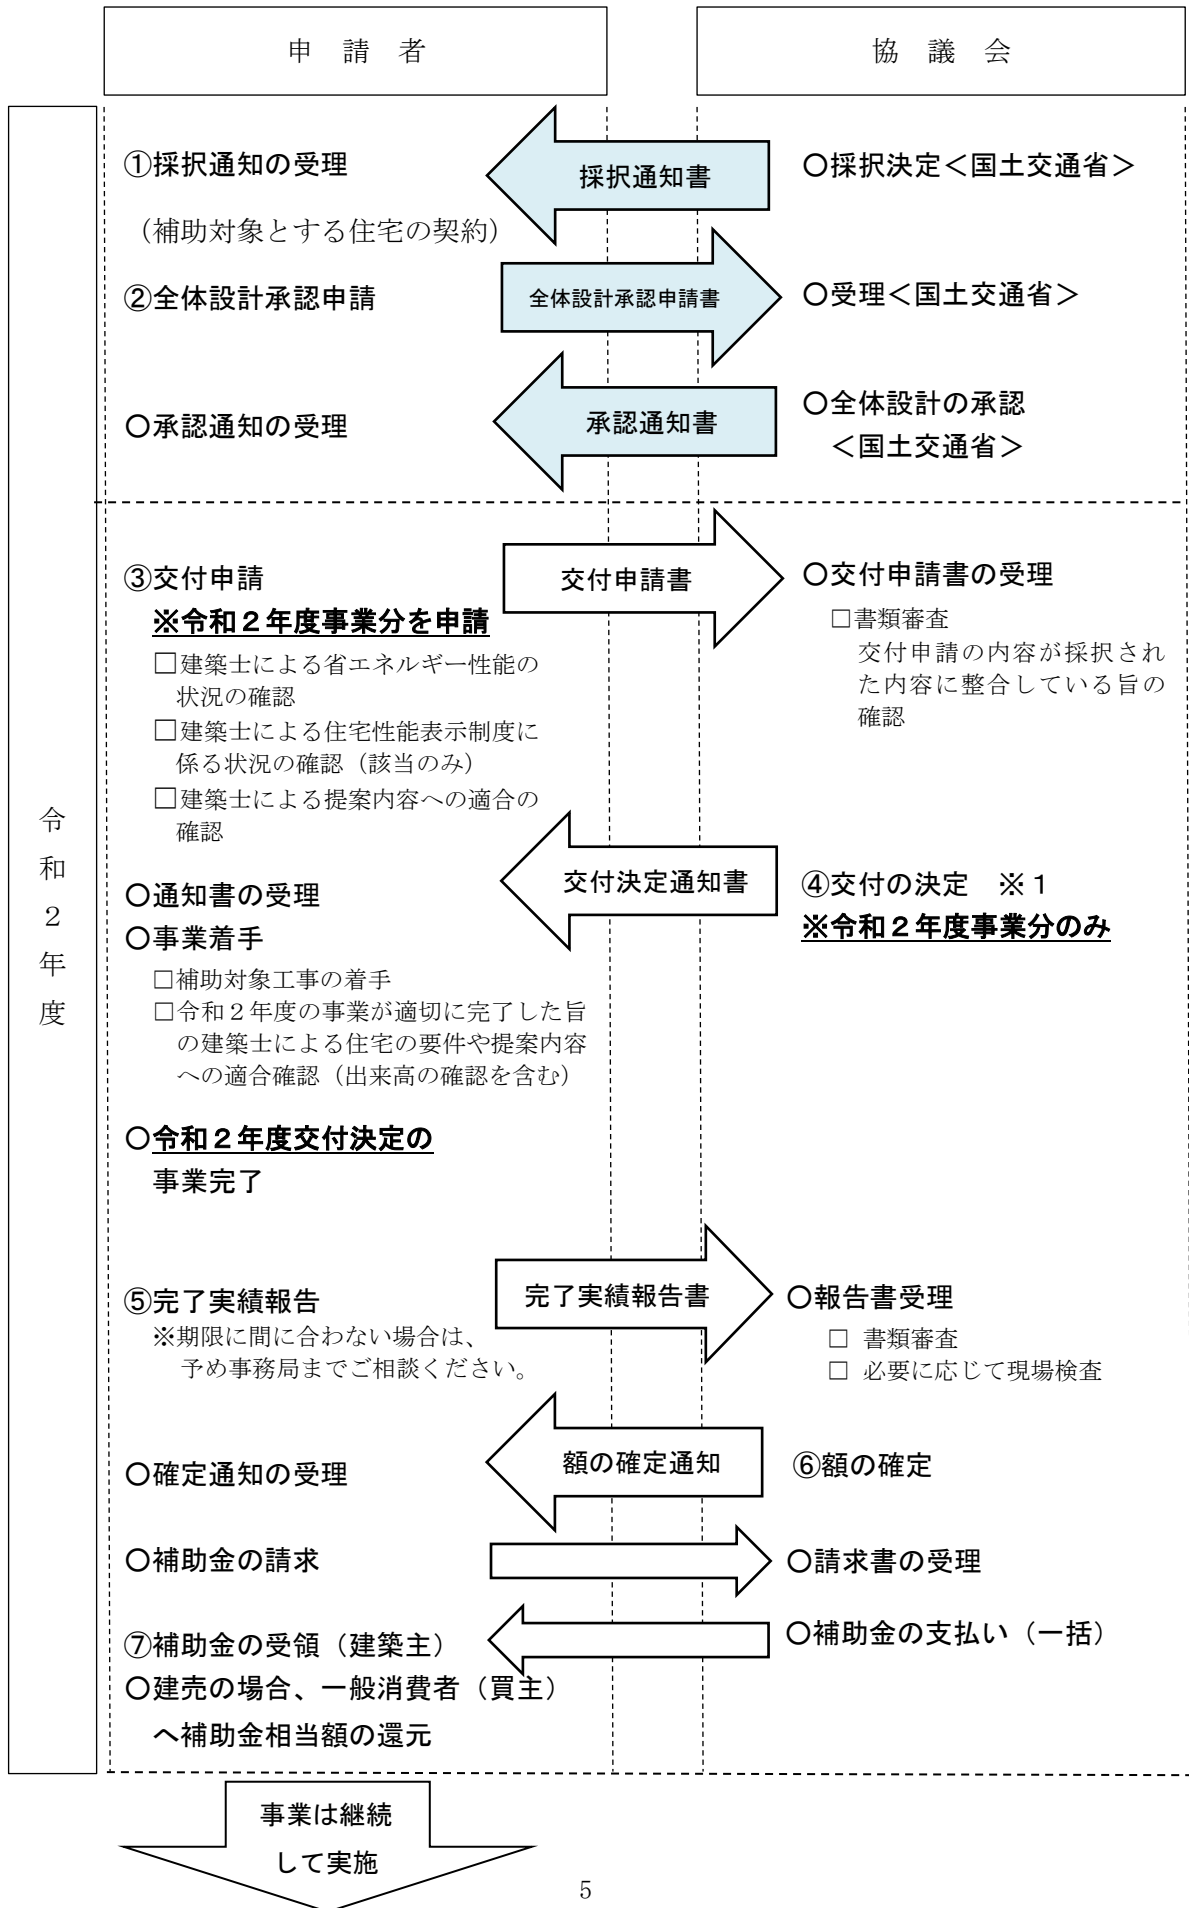 申　請　者
協　議　会
令和２年度
①採択通知の受理
採択通知書
〇採択決定＜国土交通省＞
（補助対象とする住宅の契約）
②全体設計承認申請
全体設計承認申請書
〇受理＜国土交通省＞
〇承認通知の受理
承認通知書
〇全体設計の承認
＜国土交通省＞
③交付申請
※令和２年度事業分を申請
□建築士による省エネルギー性能の
状況の確認
□建築士による住宅性能表示制度に
係る状況の確認（該当のみ）
□建築士による提案内容への適合の
確認
交付申請書
〇交付申請書の受理
□書類審査
交付申請の内容が採択され
た内容に整合している旨の
確認
〇通知書の受理
〇事業着手
□補助対象工事の着手
□令和２年度の事業が適切に完了した旨
の建築士による住宅の要件や提案内容
への適合確認（出来高の確認を含む）
交付決定通知書
④交付の決定　※１
※令和２年度事業分のみ
〇令和２年度交付決定の
事業完了
⑤完了実績報告
※期限に間に合わない場合は、
予め事務局までご相談ください。
完了実績報告書
〇報告書受理
□ 書類審査
□ 必要に応じて現場検査
〇確定通知の受理
額の確定通知
⑥額の確定
〇補助金の請求
〇請求書の受理
⑦補助金の受領（建築主）
〇補助金の支払い（一括）
〇建売の場合、一般消費者（買主）
へ補助金相当額の還元
事業は継続
して実施
5